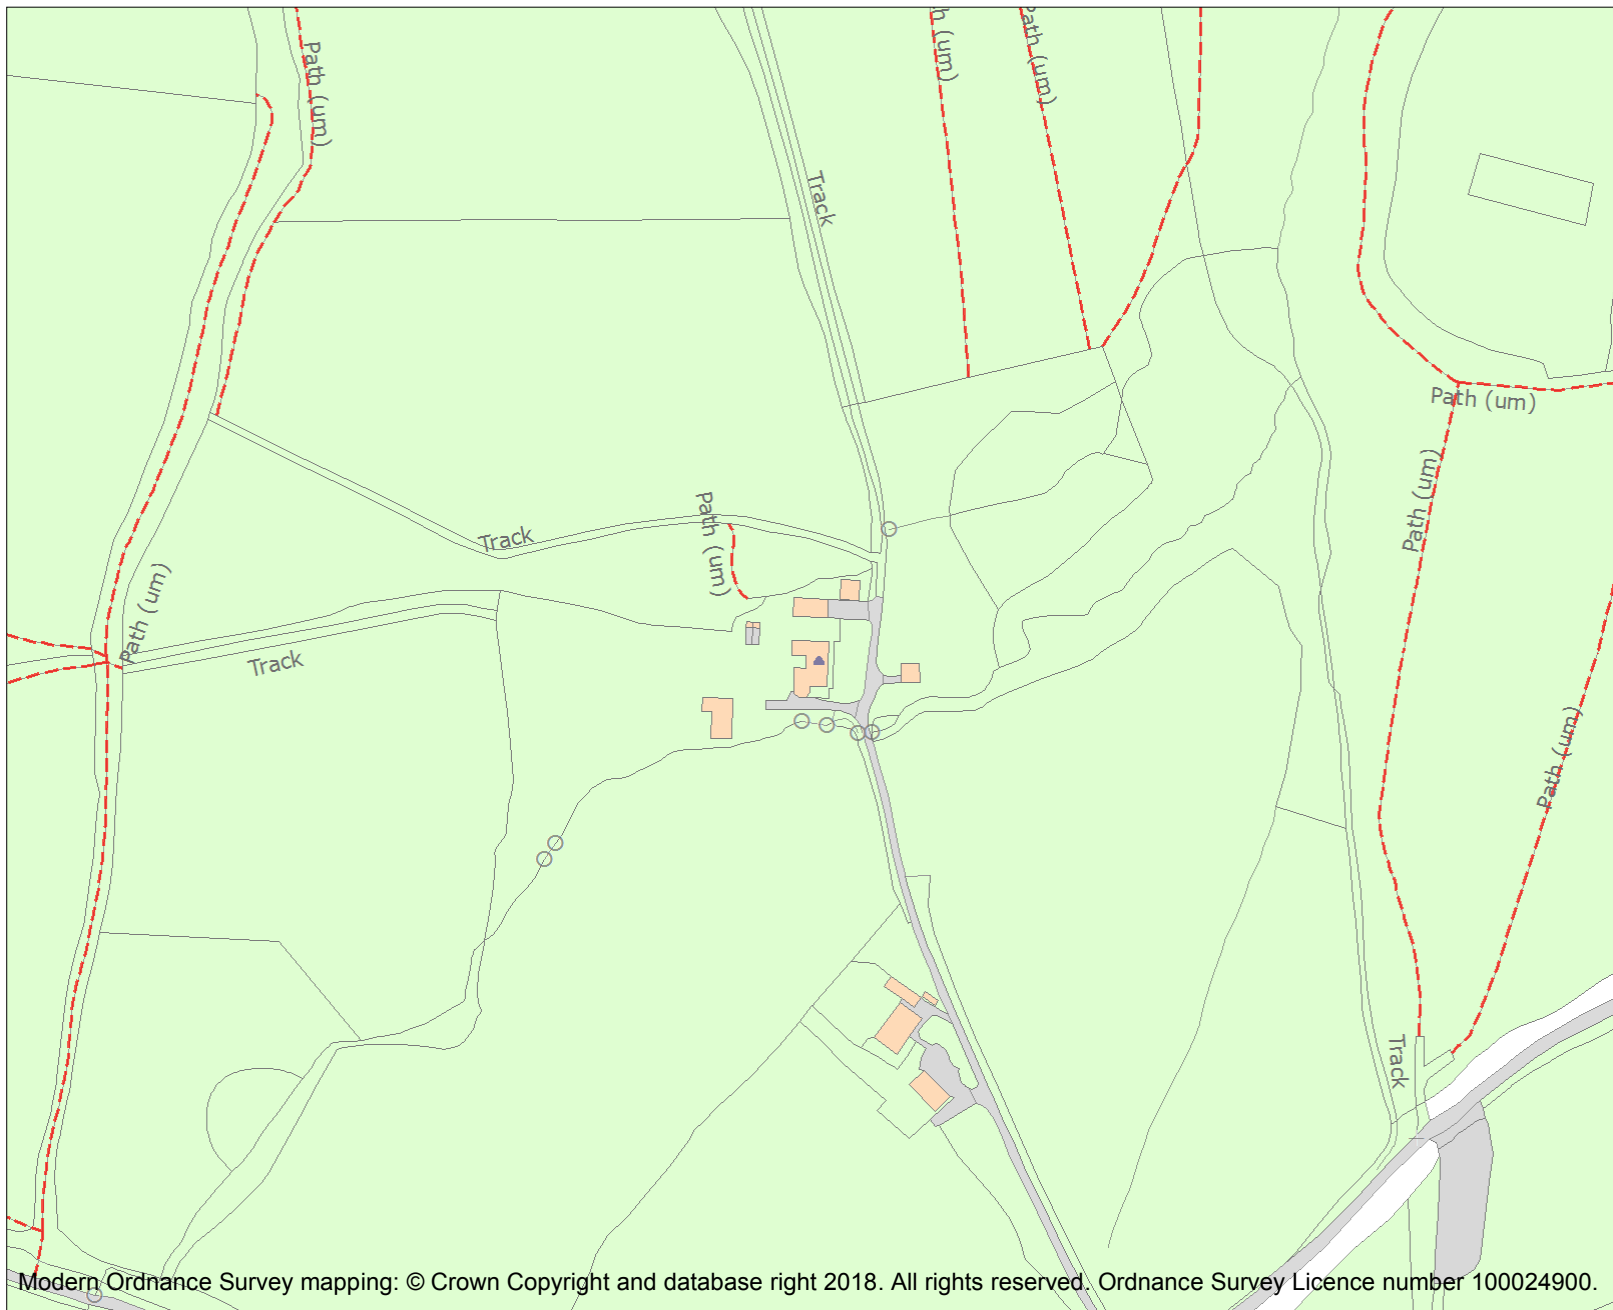 Path (um)
h (um)
Path (um)
Track
Path (um)
Path (um)
Path (um)
Track
Path (um)
Track
Path (um)
Track
Path (um)
Modern Ordnance Survey mapping: © Crown Copyright and database right 2018. All rights reserved. Ordnance Survey Licence number 100024900.